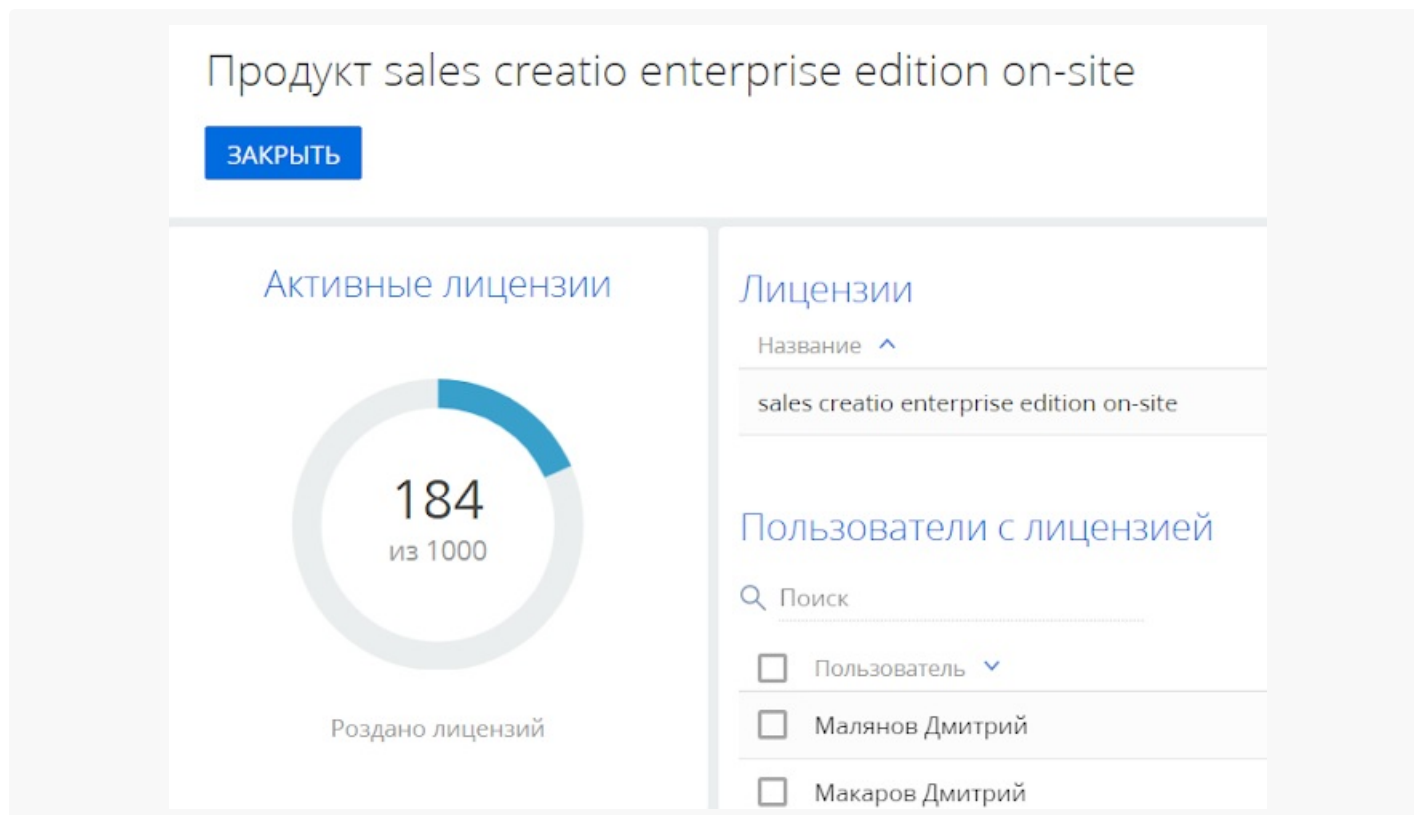 Продукт sales creatio enterprise edition on-site
ЗАКРЫТЬ
Активные лицензии
184
из 1000
Роздано лицензий
Лицензии
Название
sales creatio enterprise edition on-site
Пользователи с лицензией
Поиск
Пользователь
Малянов Дмитрий
Макаров Дмитрий